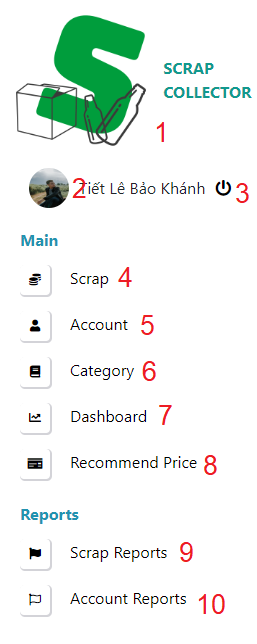 SCRAP
COLLECTOR
1
2 Tiết Lê Bảo Khánh 3
Main
Scrap 4
Account 5
Category 6
Dashboard 7
Recommend Price 8
Reports
Scrap Reports 9
Account Reports 10